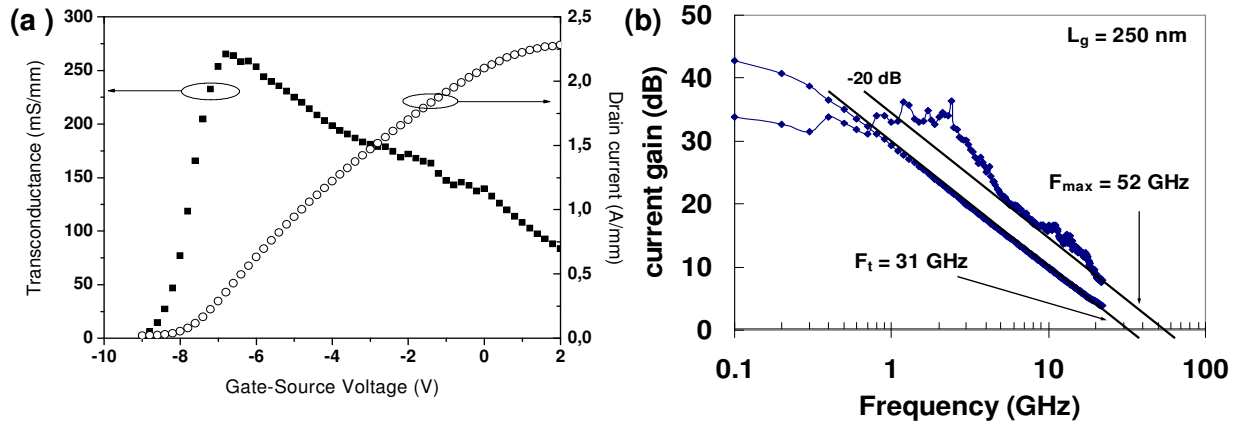 (a )
Transconductance (mS/mm)
300
250
200
150
100
50
0
-10
-8
-6
-4
-2
0
2
Gate-Source Voltage (V)
2,5
2,0
1,5
1,0
0,5
0,0
Drain current (A/mm)
(b)
current gain (dB)
50
40
30
20
10
0
0.1
1
10
100
Frequency (GHz)
Lg = 250 nm
-20 dB
Fmax = 52 GHz
Ft = 31 GHz